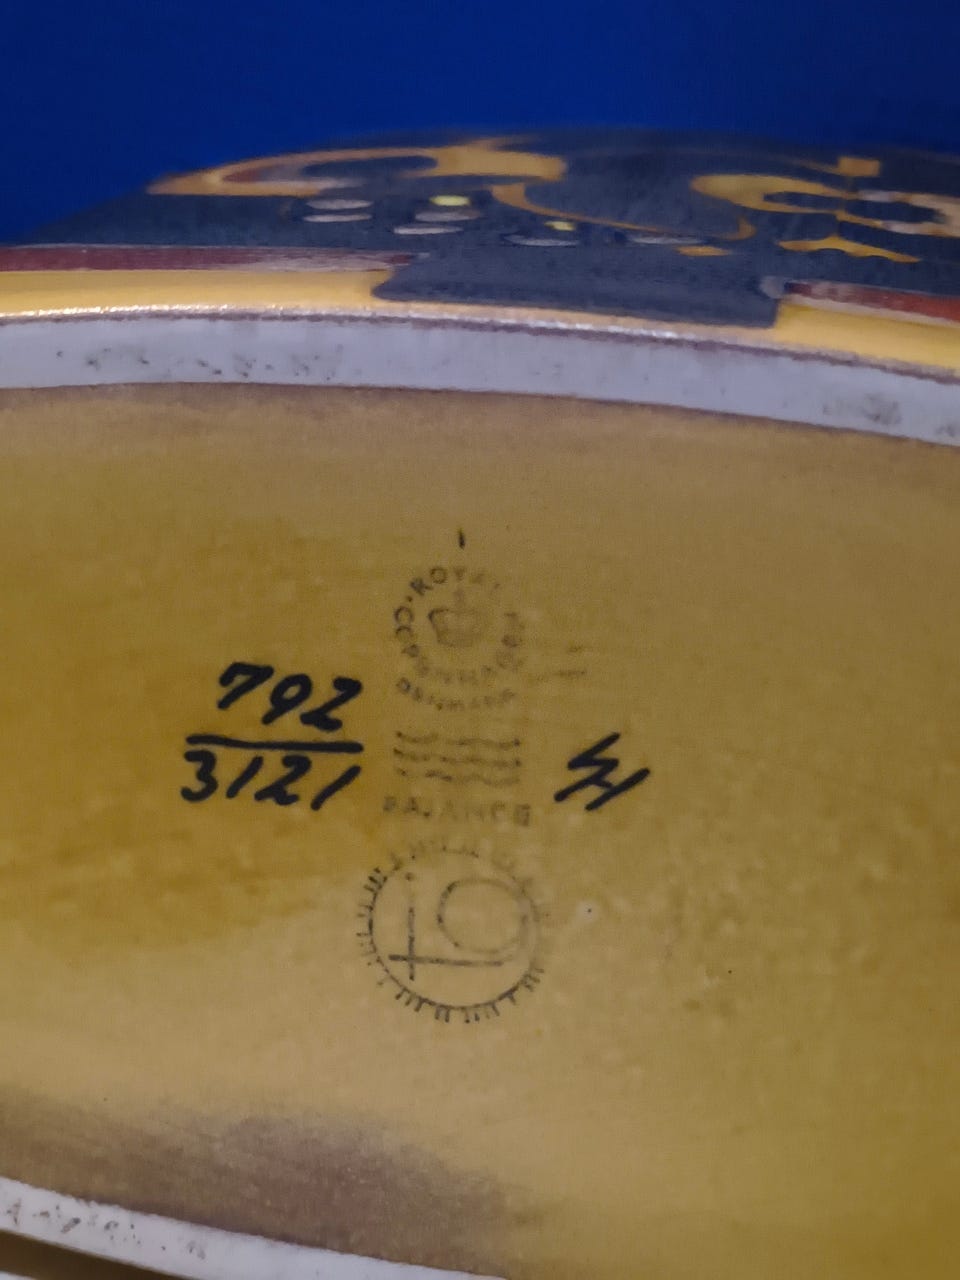 ROYAL
COPENHAGEN
DENMARK
792
3121
FAJANCE